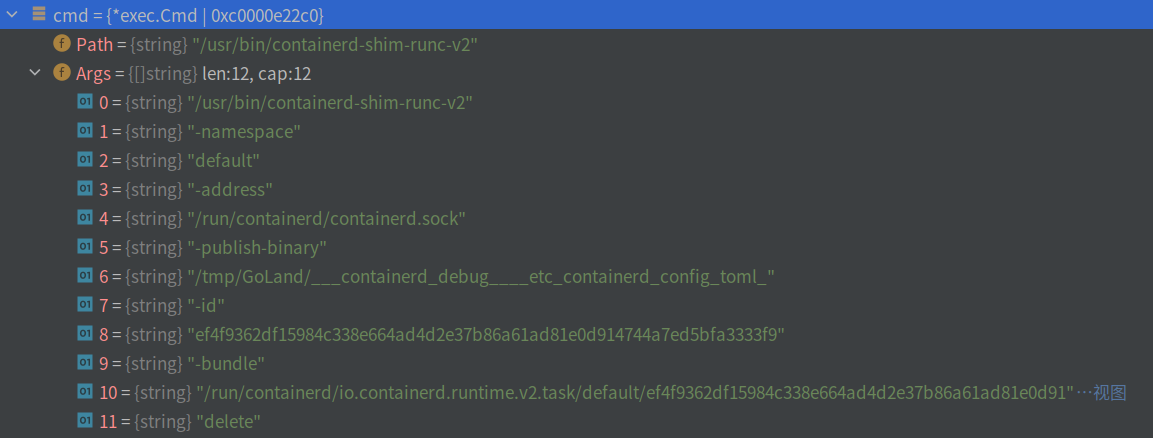 cmd = {*exec.Cmd | 0xc0000e22c0}
f Path = {string} "/usr/bin/containerd-shim-runc-v2"
f Args = {[]string} len:12, cap:12
01 0 = {string} "/usr/bin/containerd-shim-runc-v2"
01 1 = {string} "-namespace"
01 2 = {string} "default"
01 3 = {string} "-address"
01 4 = {string} "/run/containerd/containerd.sock"
01 5 = {string} "-publish-binary"
01 6 = {string} "/tmp/GoLand/___containerd_debug____etc_containerd_config_toml_"
01 7 = {string} "-id"
01 8 = {string} "ef4f9362df15984c338e664ad4d2e37b86a61ad81e0d914744a7ed5bfa3333f9"
01 9 = {string} "-bundle"
01 10 = {string} "/run/containerd/io.containerd.runtime.v2.task/default/ef4f9362df15984c338e664ad4d2e37b86a61ad81e0d91"⋯视图
01 11 = {string} "delete"